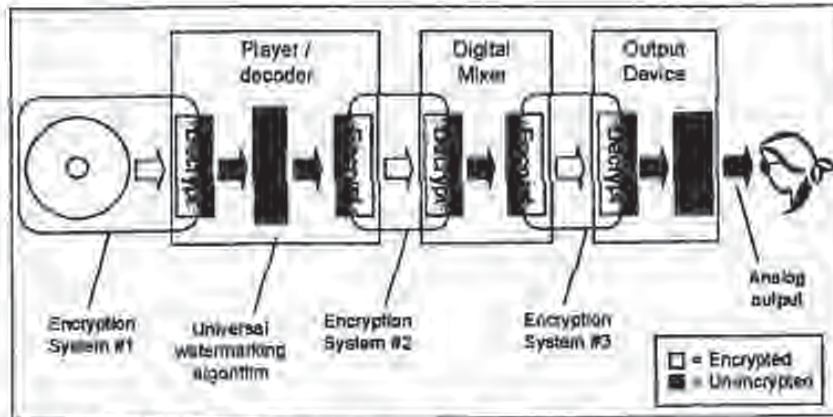 Player /
decoder
Digital
Mixer
Output
Device
Decrypt
Encrypt
Decrypt
Encrypt
Decrypt
Encryption
System #1
Universal
watermarking
algorithm
Encryption
System #2
Encryption
System #3
Analog
output
= Encrypted
= Un-incrypted